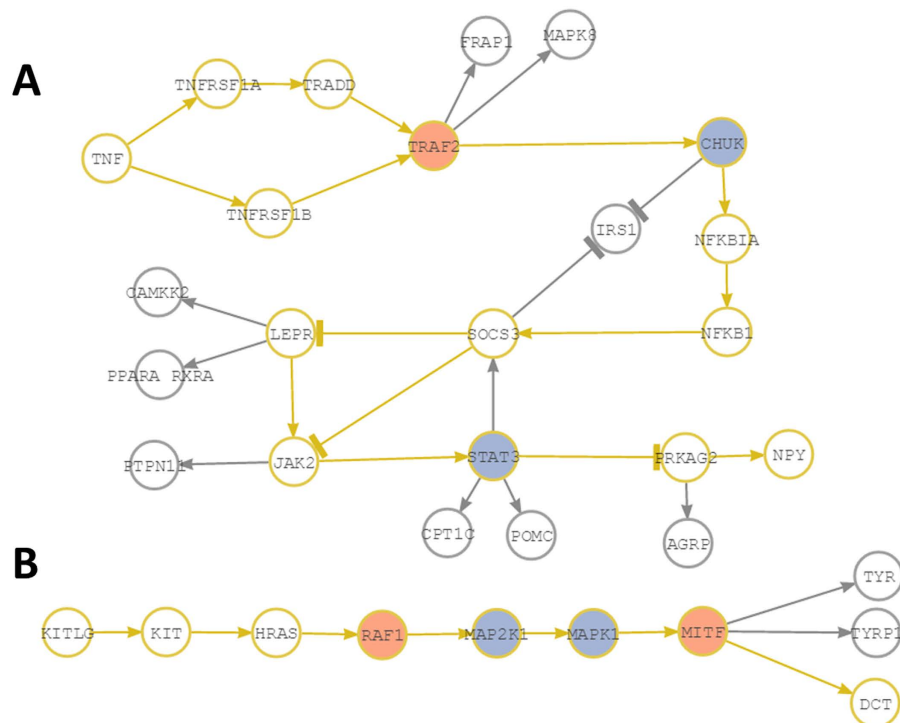 A
FRAP1
MAPK8
TNFRSF1A
TRADD
TRAF2
CHUK
TNF
TNFRSF1B
IRS1
NFKBIA
CAMKK2
LEPR
SOCS3
NFKB1
PPARA RXRA
PTPN11
JAK2
STAT3
PRKAG2
NPY
CPT1C
POMC
AGRP
B
TYR
KITLG
KIT
HRAS
RAF1
MAP2K1
MAPK1
MITF
TYRP1
DCT